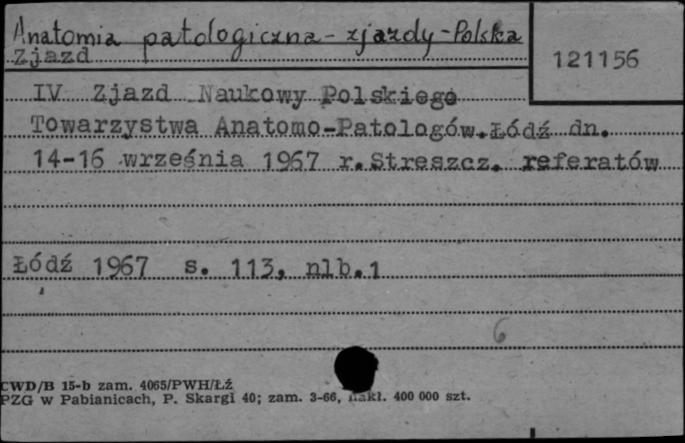 Anatomia patologiczna - zjazdy - Polska
Zjazd
121156
IV Zjazd Naukowy Polskiego
Towarzystwa Anatomo-Patologów.Łódź dn.
14-16 września 1967 r.Streszcz. referatów
Łódź 1967 s. 113, nlb.1
6
CWD/B 15-b zam. 4065/PWH/Łź
PZG w Pabianicach, P. Skargi 40; zam. 3-66, nakł. 400 000 szt.